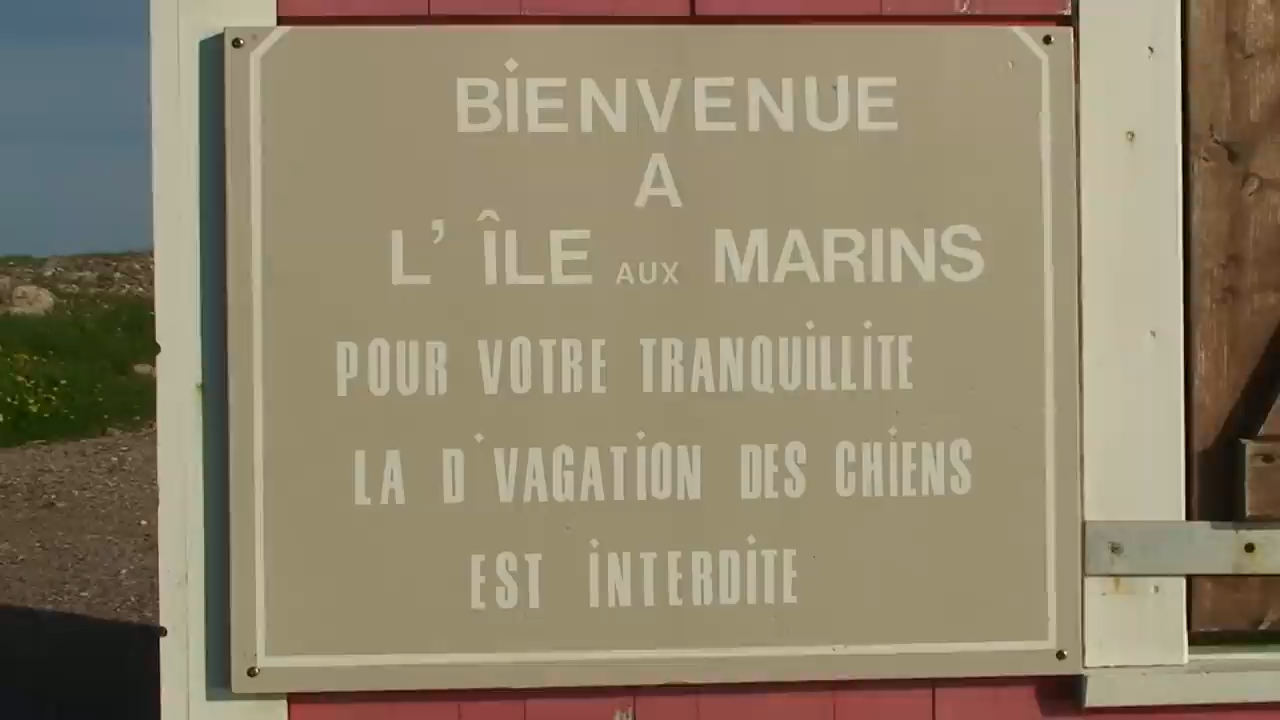 BIENVENUE
A
L' ÎLE AUX MARINS
POUR VOTRE TRANQUILLITE
LA D VAGATION DES CHIENS
EST INTERDITE